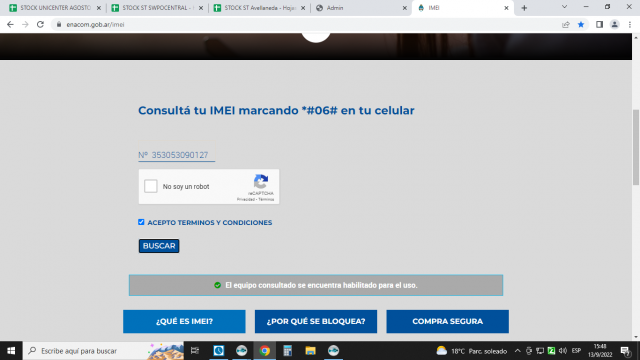 STOCK UNICENTER AGOSTO
STOCK ST SWPOCENTRAL - H
STOCK ST Avellaneda - Hoja
Admin
IMEI
enacom.gob.ar/imei
Consultá tu IMEI marcando *#06# en tu celular
Nº 353053090127
No soy un robot
reCAPTCHA
Privacidad - Términos
ACEPTO TERMINOS Y CONDICIONES
BUSCAR
El equipo consultado se encuentra habilitado para el uso.
¿QUÉ ES IMEI?
¿POR QUÉ SE BLOQUEA?
COMPRA SEGURA
Escribe aquí para buscar
18°C Parc. soleado
ESP
15:48
13/9/2022